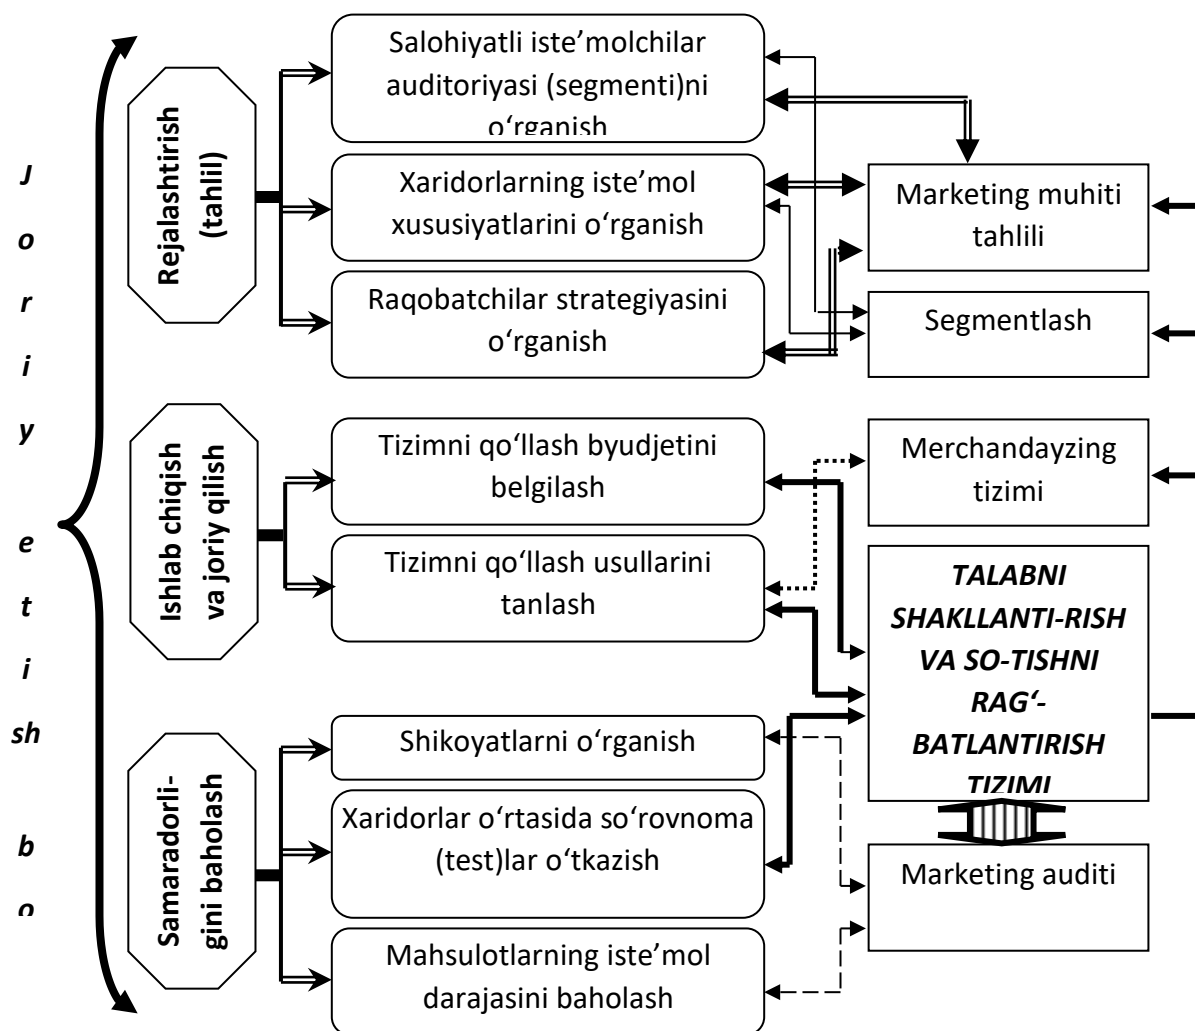 J
o
r
i
y
e
t
i
sh
b
o
Rejalashtirish
(tahlil)
Salohiyatli iste’molchilar
auditoriyasi (segmenti)ni
o‘rganish
Xaridorlarning iste’mol
xususiyatlarini o‘rganish
Raqobatchilar strategiyasini
o‘rganish
Marketing muhiti
tahlili
Segmentlash
Ishlab chiqish
va joriy qilish
Tizimni qo‘llash byudjetini
belgilash
Tizimni qo‘llash usullarini
tanlash
Merchandayzing
tizimi
TALABNI
SHAKLLANTI-RISH
VA SO-TISHNI
RAG‘-
BATLANTIRISH
TIZIMI
Samaradorli-
gini baholash
Shikoyatlarni o‘rganish
Xaridorlar o‘rtasida so‘rovnoma
(test)lar o‘tkazish
Mahsulotlarning iste’mol
darajasini baholash
Marketing auditi